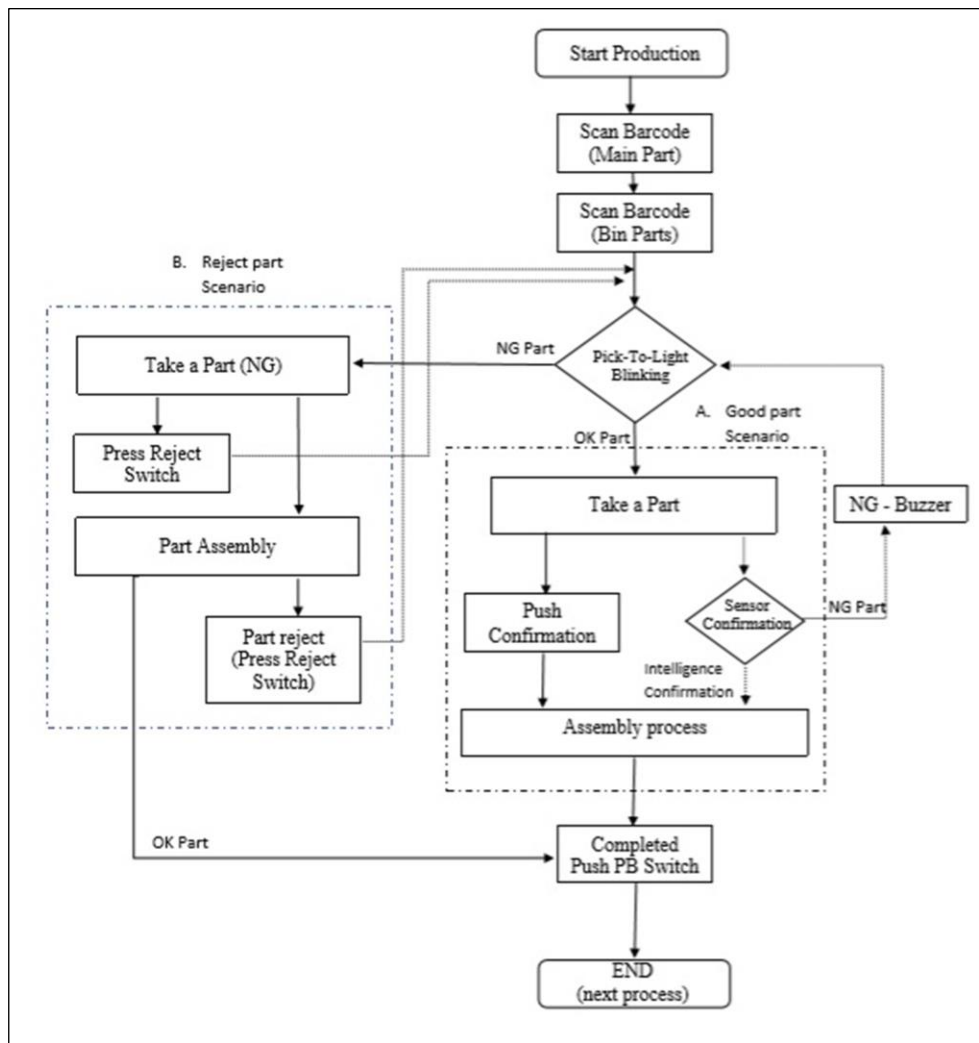 Start Production
Scan Barcode
(Main Part)
Scan Barcode
(Bin Parts)
B. Reject part
Scenario
NG Part
Pick-To-Light
Blinking
Take a Part (NG)
A. Good part
Scenario
OK Part
Press Reject
Switch
Take a Part
NG - Buzzer
Part Assembly
Push
Confirmation
Sensor
Confirmation
NG Part
Part reject
(Press Reject
Switch)
Intelligence
Confirmation
Assembly process
OK Part
Completed
Push PB Switch
END
(next process)